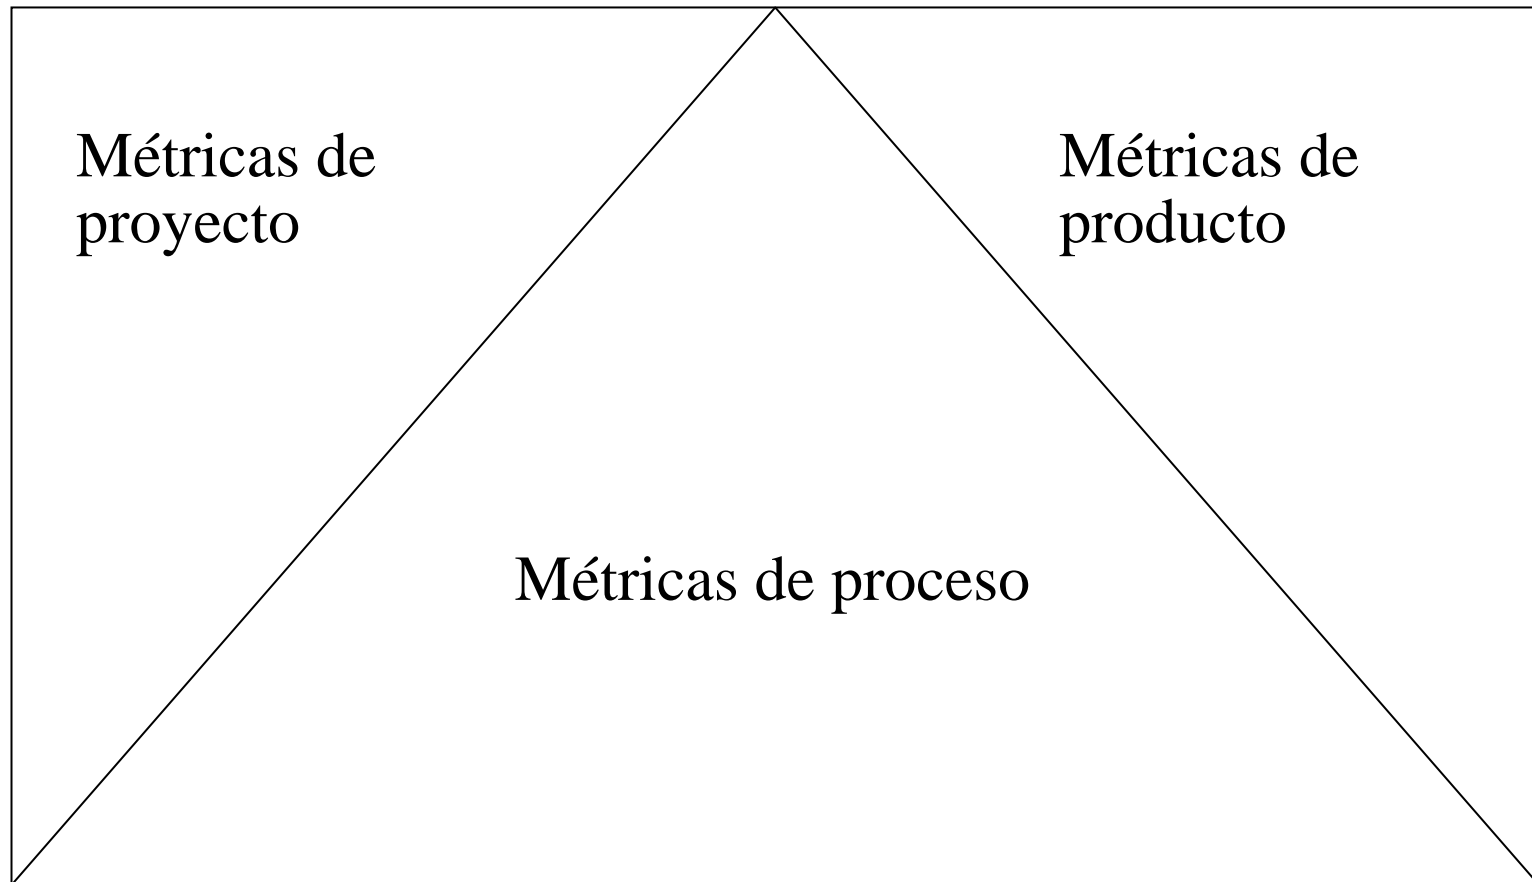 Métricas de
proyecto
Métricas de
producto
Métricas de proceso